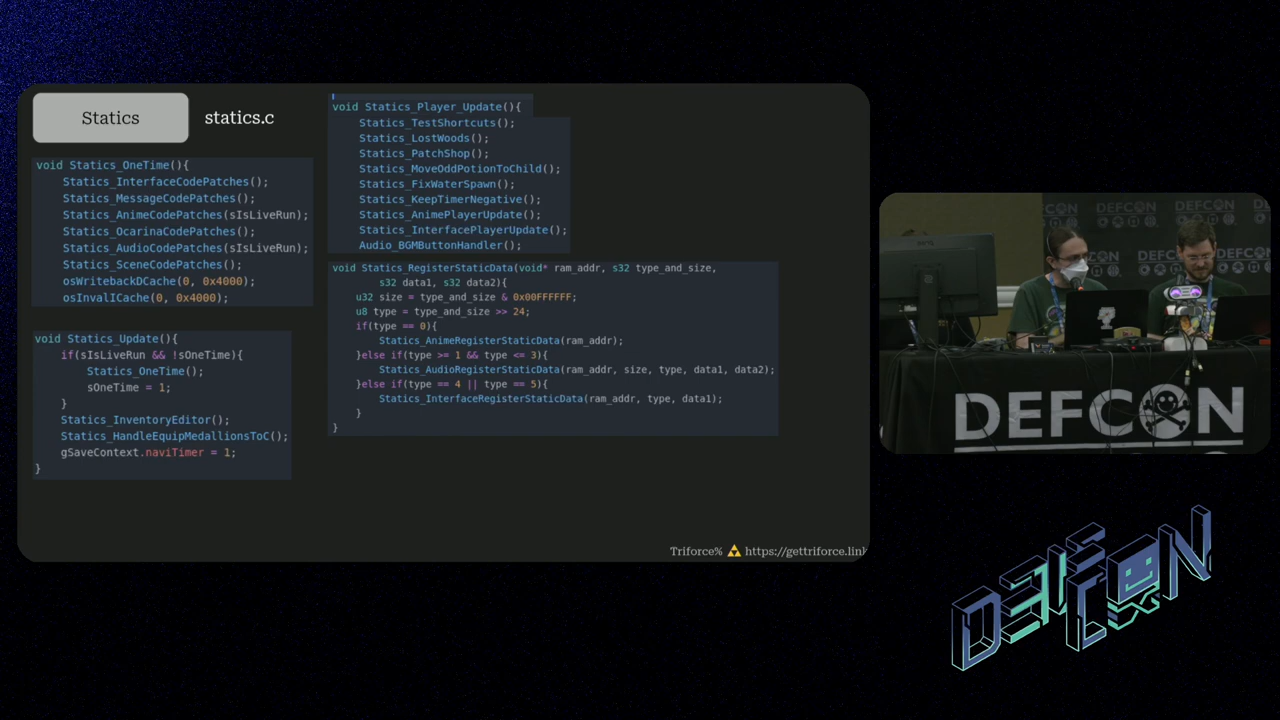 Statics
statics.c
void Statics_OneTime(){
Statics_InterfaceCodePatches();
Statics_MessageCodePatches();
Statics_AnimeCodePatches(sIsLiveRun);
Statics_OcarinaCodePatches();
Statics_AudioCodePatches(sIsLiveRun);
Statics_SceneCodePatches();
osWritebackDCache(0, 0x4000);
osInvalICache(0, 0x4000);
void Statics_Update(){
if(sIsLiveRun && !sOneTime){
Statics_OneTime();
sOneTime = 1;
}
Statics_InventoryEditor();
Statics_HandleEquipMedallionsToC();
gSaveContext.naviTimer = 1;
}
void Statics_Player_Update(){
Statics_TestShortcuts();
Statics_LostWoods();
Statics_PatchShop();
Statics_MoveOddPotionToChild();
Statics_FixWaterSpawn();
Statics_KeepTimerNegative();
Statics_AnimePlayerUpdate();
Statics_InterfacePlayerUpdate();
Audio_BGMButtonHandler();
void Statics_RegisterStaticData(void* ram_addr, s32 type_and_size,
s32 data1, s32 data2){
u32 size = type_and_size & 0x00FFFFFF;
u8 type = type_and_size >> 24;
if(type == 0){
Statics_AnimeRegisterStaticData(ram_addr);
}else if(type >= 1 && type <= 3){
Statics_AudioRegisterStaticData(ram_addr, size, type, data1, data2);
}else if(type == 4 || type == 5){
Statics_InterfaceRegisterStaticData(ram_addr, type, data1);
}
}
Triforce% https://gettriforce.link
DEFCON
DEFCON
DEFCON